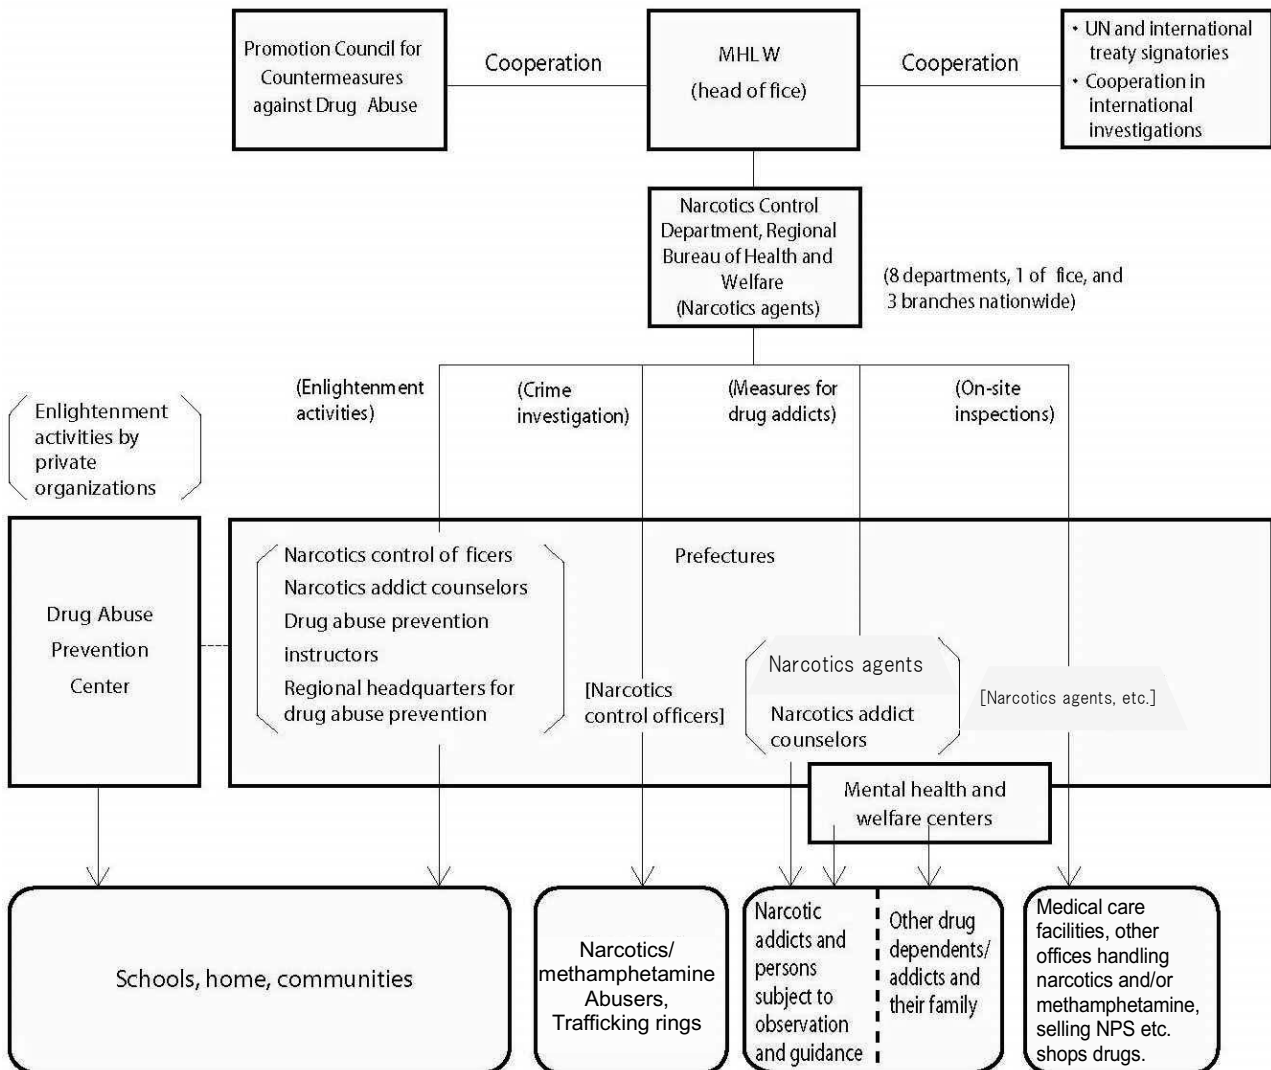 Promotion Council for
Countermeasures
against Drug Abuse
Cooperation
MHLW
(head of fice)
Cooperation
・UN and international
treaty signatories
・Cooperation in
international
investigations
Narcotics Control
Department, Regional
Bureau of Health and
Welfare
(Narcotics agents)
(8 departments, 1 of fice, and
3 branches nationwide)
(Enlightenment
activities)
(Crime
investigation)
(Measures for
drug addicts)
(On-site
inspections)
Enlightenment
activities by
private
organizations
Drug Abuse
Prevention
Center
Narcotics control of ficers
Narcotics addict counselors
Drug abuse prevention
instructors
Regional headquarters for
drug abuse prevention
Prefectures
[Narcotics
control officers]
Narcotics agents
Narcotics addict
counselors
[Narcotics agents, etc.]
Mental health and
welfare centers
Schools, home, communities
Narcotics/
methamphetamine
Abusers,
Trafficking rings
Narcotic
addicts and
persons
subject to
observation
and guidance
Other drug
dependents/
addicts and
their family
Medical care
facilities, other
offices handling
narcotics and/or
methamphetamine,
selling NPS etc.
shops drugs.